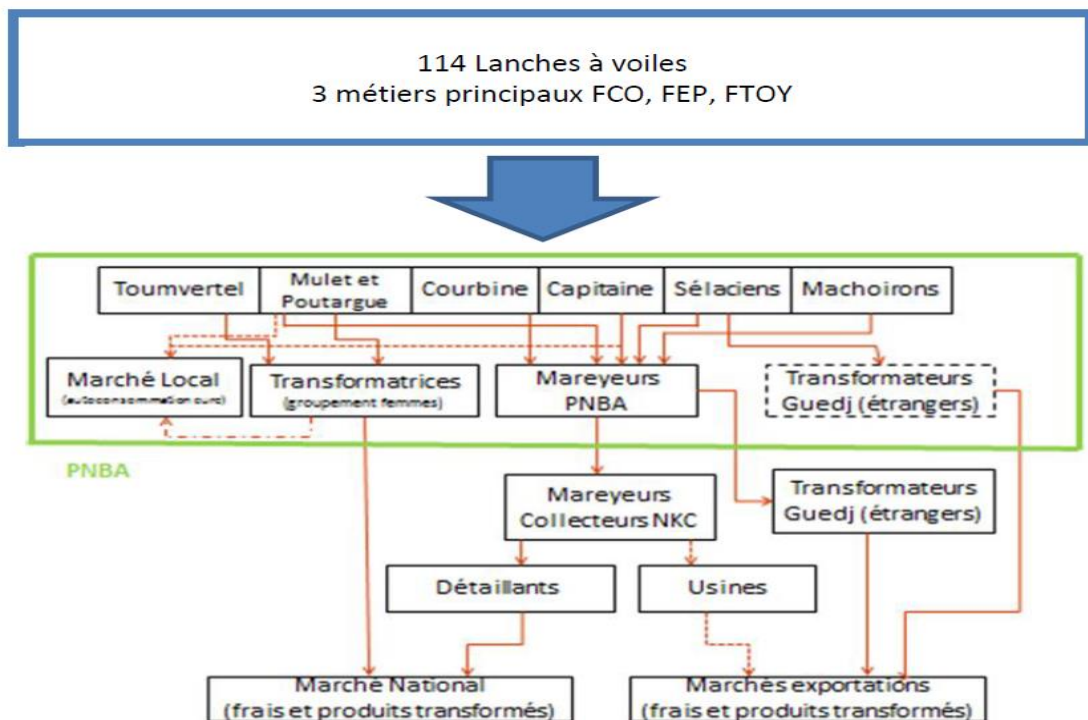 114 Lanches à voiles
3 métiers principaux FCO, FEP, FTOY
Toumvertel
Mulet et
Poutargue
Courbine
Capitaine
Sélaciens
Machoirons
Marché Local
(autoconsommation
Transformatrices
(groupement femmes)
Mareyeurs
PNBA
Transformateurs
Guedj (étrangers)
PNBA
Mareyeurs
Collecteurs NKC
Transformateurs
Guedj (étrangers)
Détaillants
Usines
Marché National
(frais et produits transformés)
Marchés exportations
(frais et produits transformés)